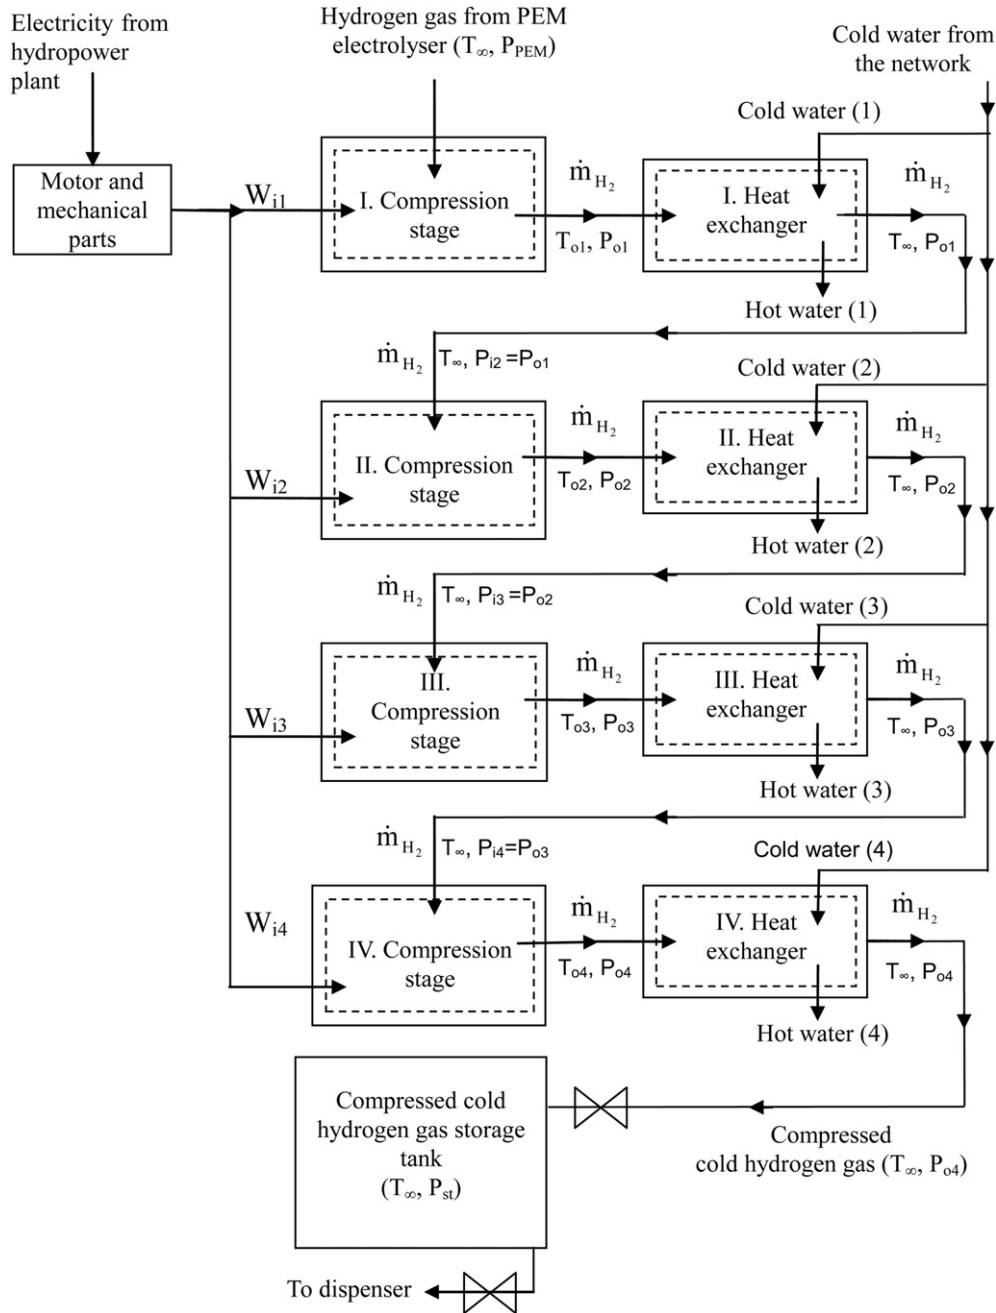 Electricity from
hydropower
plant
Hydrogen gas from PEM
electrolyser (T∞, PPEM)
Cold water from
the network
Cold water (1)
Motor and
mechanical
parts
Wi1
I. Compression
stage
ṁH2
To1, Po1
I. Heat
exchanger
ṁH2
T∞, Po1
Hot water (1)
ṁH2
T∞, Pi2 =Po1
Cold water (2)
Wi2
II. Compression
stage
ṁH2
To2, Po2
II. Heat
exchanger
ṁH2
T∞, Po2
Hot water (2)
ṁH2
T∞, Pi3 =Po2
Cold water (3)
Wi3
III.
Compression
stage
ṁH2
To3, Po3
III. Heat
exchanger
ṁH2
T∞, Po3
Hot water (3)
ṁH2
T∞, Pi4=Po3
Cold water (4)
Wi4
IV. Compression
stage
ṁH2
To4, Po4
IV. Heat
exchanger
ṁH2
T∞, Po4
Hot water (4)
Compressed cold
hydrogen gas storage
tank
(T∞, Pst)
Compressed
cold hydrogen gas (T∞, Po4)
To dispenser